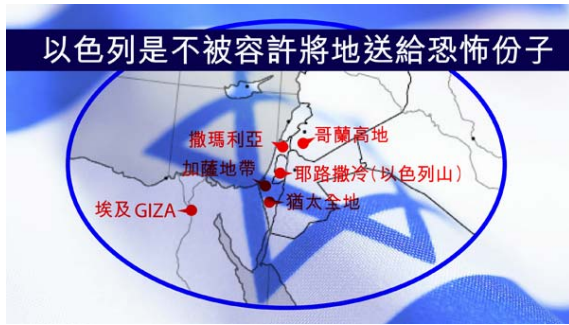 以色列是不被容許將地送給恐怖份子
撒瑪利亞
哥蘭高地
加薩地帶
耶路撒冷(以色列山)
猶太全地
埃及 GIZA